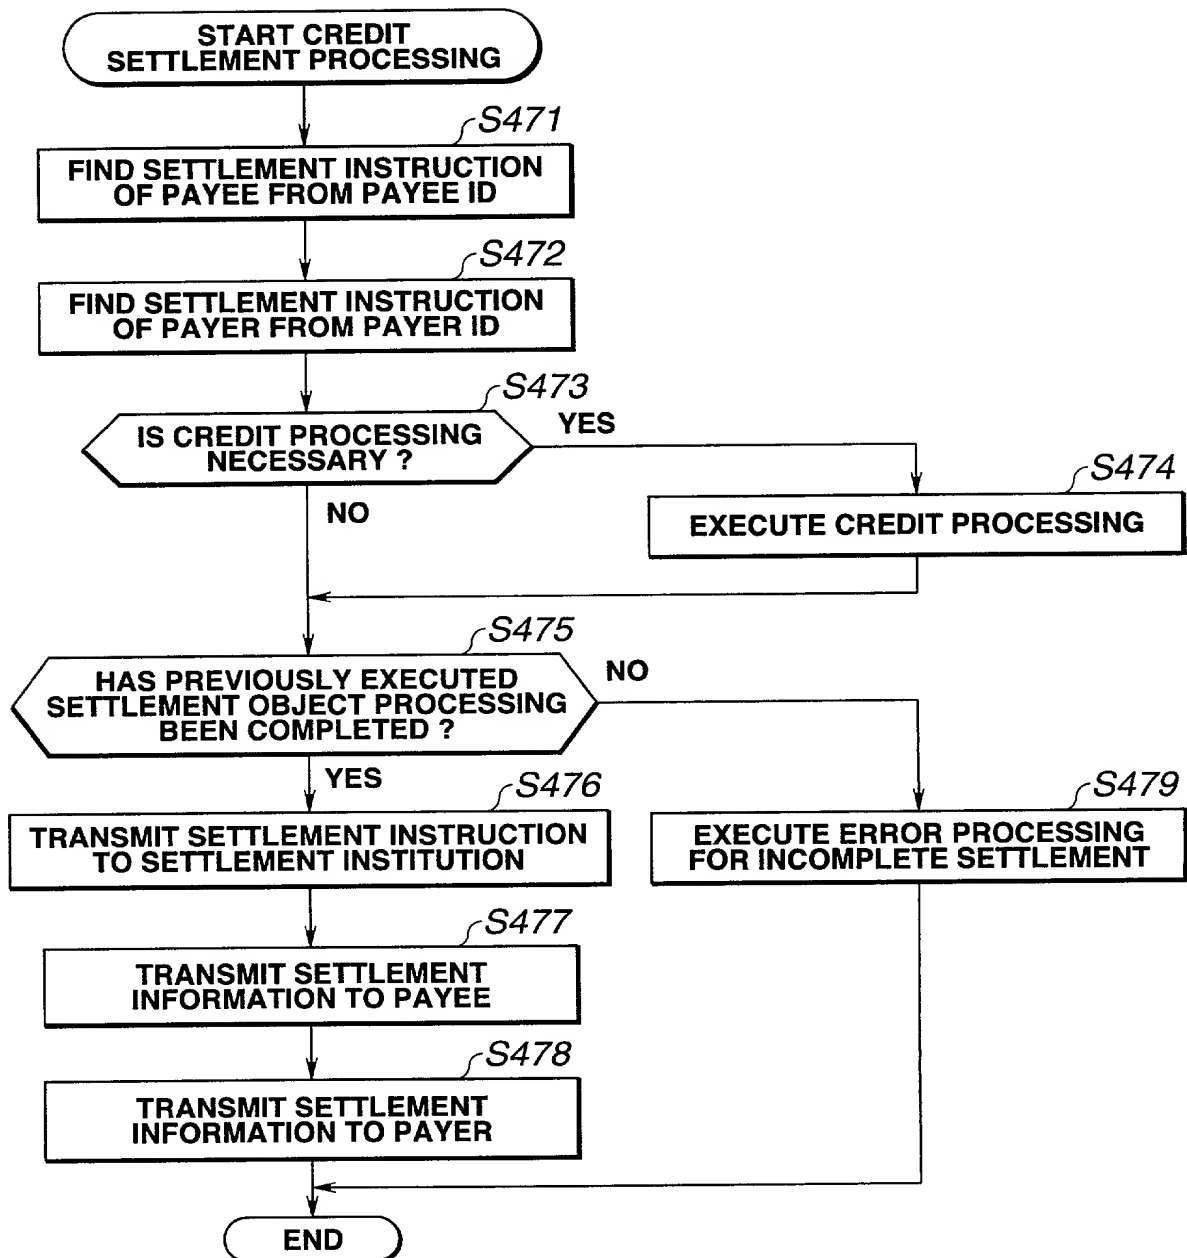 START CREDIT
SETTLEMENT PROCESSING
S471
FIND SETTLEMENT INSTRUCTION
OF PAYEE FROM PAYEE ID
S472
FIND SETTLEMENT INSTRUCTION
OF PAYER FROM PAYER ID
S473
IS CREDIT PROCESSING
NECESSARY ?
YES
NO
S474
EXECUTE CREDIT PROCESSING
S475
HAS PREVIOUSLY EXECUTED
SETTLEMENT OBJECT PROCESSING
BEEN COMPLETED ?
NO
YES
S476
TRANSMIT SETTLEMENT INSTRUCTION
TO SETTLEMENT INSTITUTION
S479
EXECUTE ERROR PROCESSING
FOR INCOMPLETE SETTLEMENT
S477
TRANSMIT SETTLEMENT
INFORMATION TO PAYEE
S478
TRANSMIT SETTLEMENT
INFORMATION TO PAYER
END